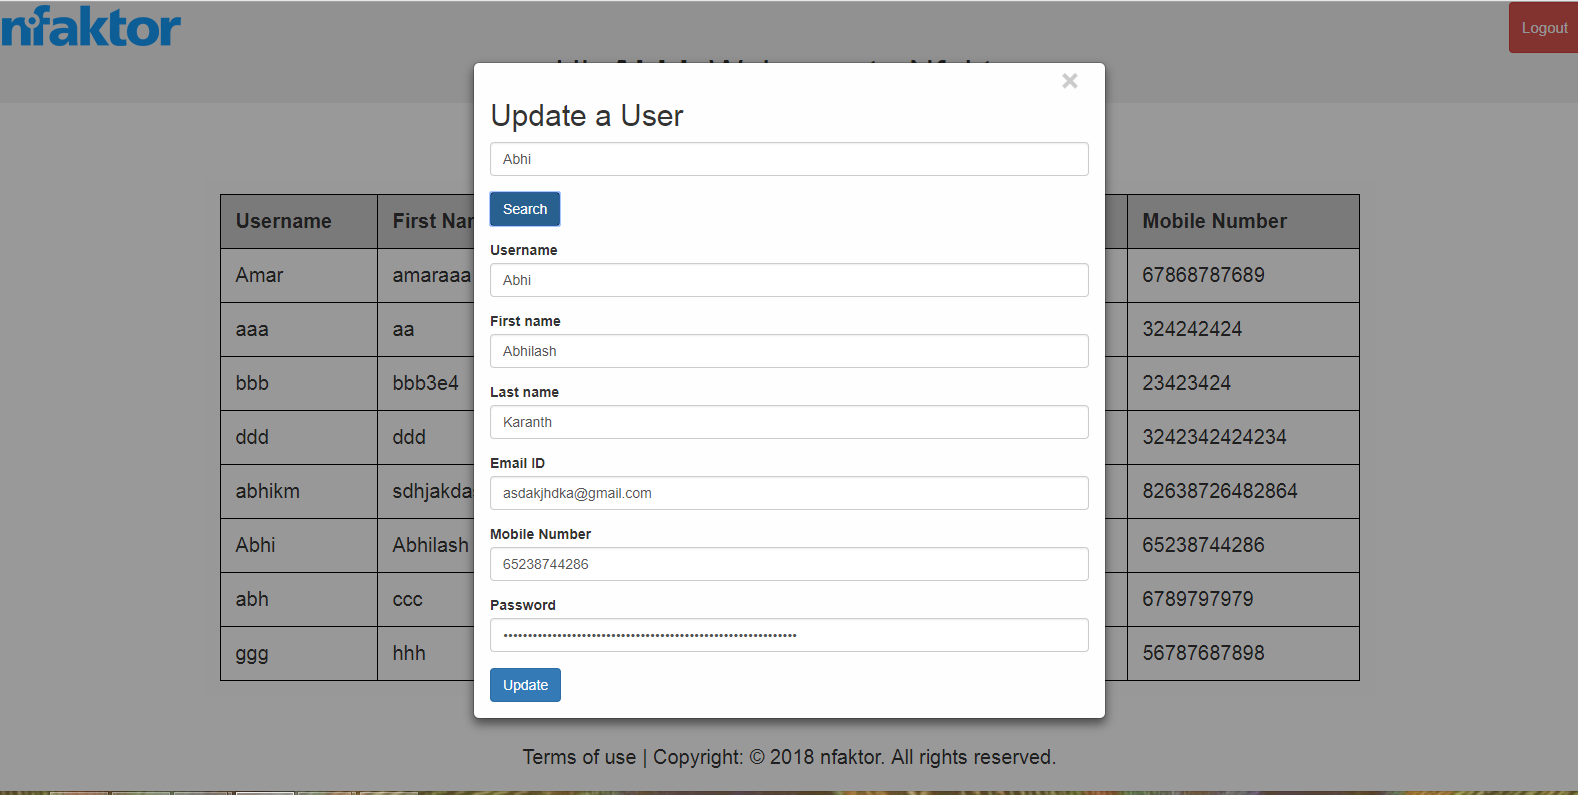 nfaktor
Logout
×
Update a User
Abhi
Search
Username
Abhi
First name
Abhilash
Last name
Karanth
Email ID
asdakjhdka@gmail.com
Mobile Number
65238744286
Password
Update
Username First Mobile Number
Amar amaraaa 67868787689
aaa aa 324242424
bbb bbb3e4 23423424
ddd ddd 3242342424234
abhikm sdhjakda 82638726482864
Abhi Abhilash 65238744286
abh ccc 6789797979
ggg hhh 56787687898
Terms of use | Copyright: © 2018 nfaktor. All rights reserved.